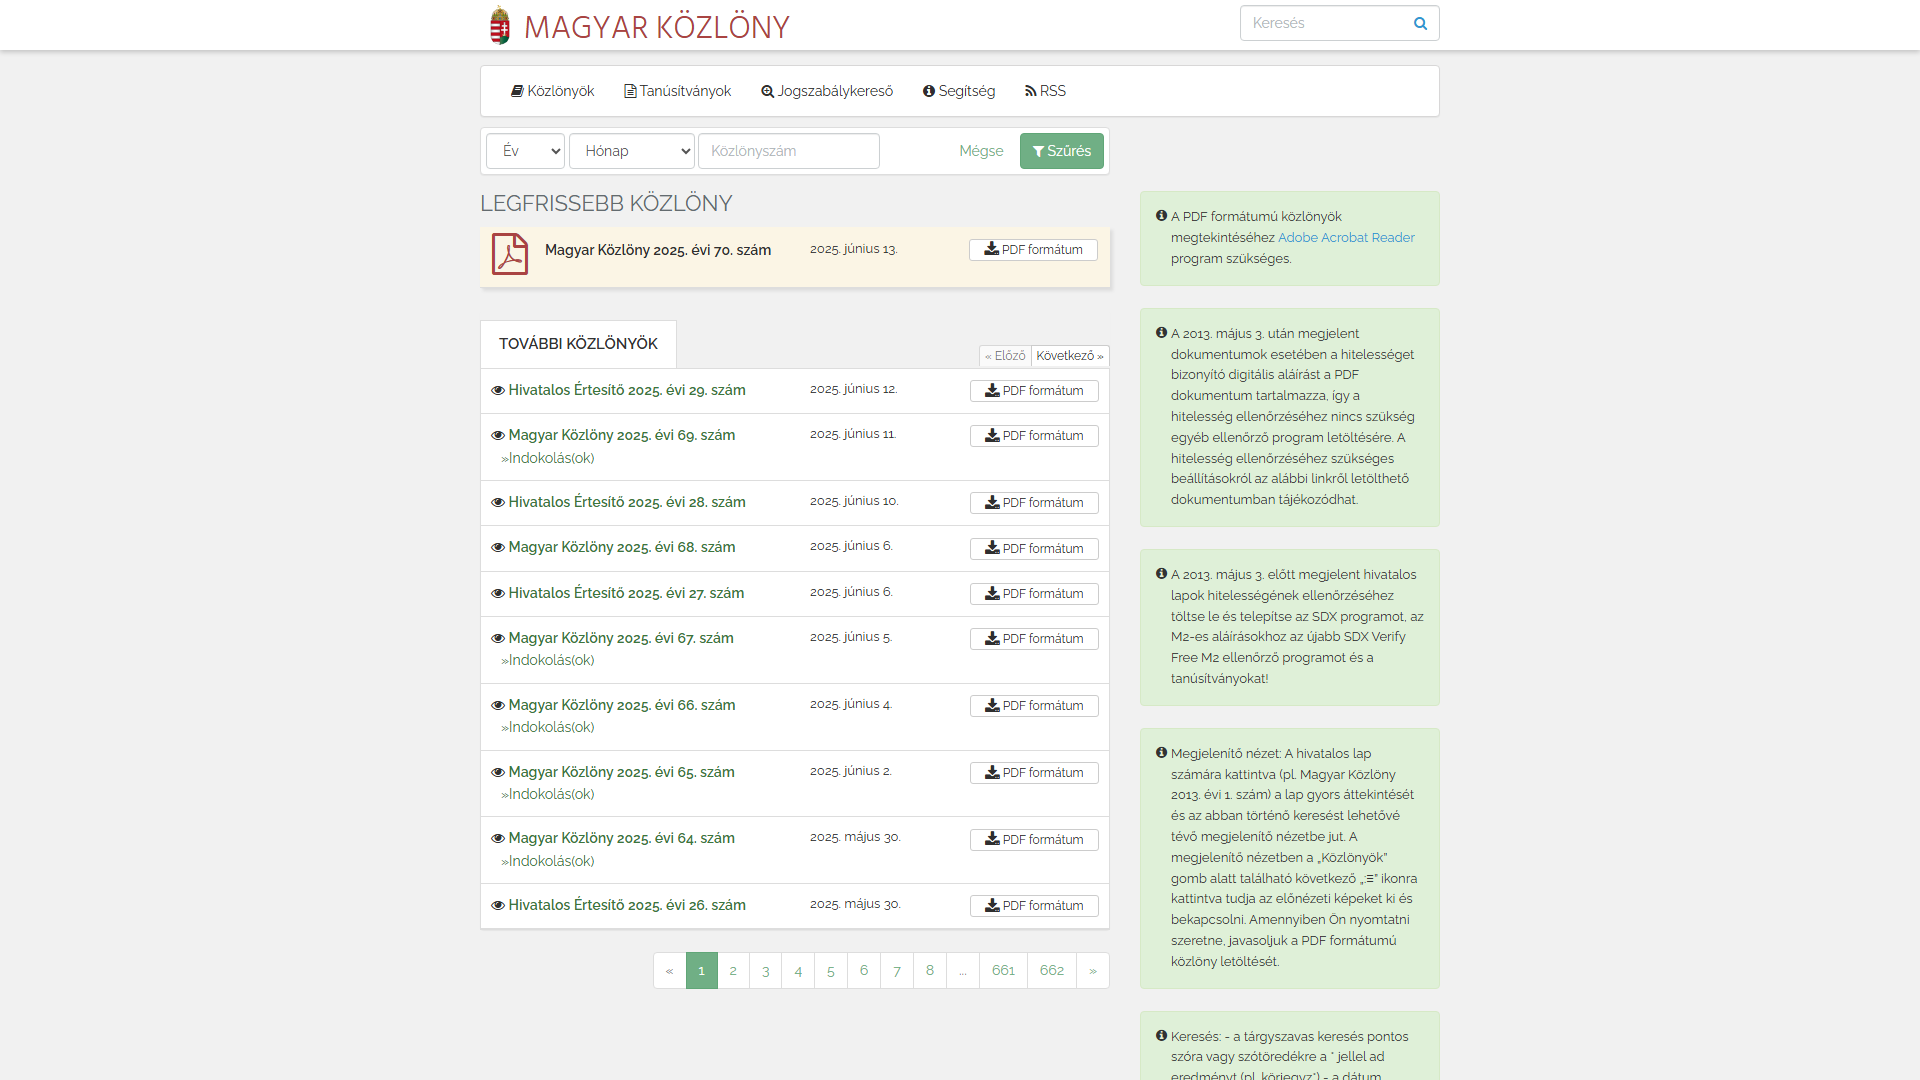 MAGYAR KÖZLÖNY
Keresés
Közlönyök
Tanúsítványok
Jogszabálykereső
Segítség
RSS
Év
Hónap
Közlönyszám
Mégse
Szűrés
LEGFRISSEBB KÖZLÖNY
Magyar Közlöny 2025. évi 70. szám
2025. június 13.
PDF formátum
TOVÁBBI KÖZLÖNYÖK
« Előző
Következő »
Hivatalos Értesítő 2025. évi 29. szám
2025. június 12.
PDF formátum
Magyar Közlöny 2025. évi 69. szám
2025. június 11.
PDF formátum
»Indokolás(ok)
Hivatalos Értesítő 2025. évi 28. szám
2025. június 10.
PDF formátum
Magyar Közlöny 2025. évi 68. szám
2025. június 6.
PDF formátum
Hivatalos Értesítő 2025. évi 27. szám
2025. június 6.
PDF formátum
Magyar Közlöny 2025. évi 67. szám
2025. június 5.
PDF formátum
»Indokolás(ok)
Magyar Közlöny 2025. évi 66. szám
2025. június 4.
PDF formátum
»Indokolás(ok)
Magyar Közlöny 2025. évi 65. szám
2025. június 2.
PDF formátum
»Indokolás(ok)
Magyar Közlöny 2025. évi 64. szám
2025. május 30.
PDF formátum
»Indokolás(ok)
Hivatalos Értesítő 2025. évi 26. szám
2025. május 30.
PDF formátum
« 1 2 3 4 5 6 7 8 ... 661 662 »
A PDF formátumú közlönyök
megtekintéséhez Adobe Acrobat Reader
program szükséges.
A 2013. május 3. után megjelent
dokumentumok esetében a hitelességet
bizonyító digitális aláírást a PDF
dokumentum tartalmazza, így a
hitelesség ellenőrzéséhez nincs szükség
egyéb ellenőrző program letöltésére. A
hitelesség ellenőrzéséhez szükséges
beállításokról az alábbi linkről letölthető
dokumentumban tájékozódhat.
A 2013. május 3. előtt megjelent hivatalos
lapok hitelességének ellenőrzéséhez
töltse le és telepítse az SDX programot, az
M2-es aláírásokhoz az újabb SDX Verify
Free M2 ellenőrző programot és a
tanúsítványokat!
Megjelenítő nézet: A hivatalos lap
számára kattintva (pl. Magyar Közlöny
2013. évi 1. szám) a lap gyors áttekintését
és az abban történő keresést lehetővé
tévő megjelenítő nézetbe jut. A
megjelenítő nézetben a „Közlönyök”
gomb alatt található következő „:≡” ikonra
kattintva tudja az előnézeti képeket ki és
bekapcsolni. Amennyiben Ön nyomtatni
szeretne, javasoljuk a PDF formátumú
közlöny letöltését.
Keresés: - a tárgyszavas keresés pontos
szóra vagy szótöredékre a * jellel ad
eredményt (pl. körjegyz*) - a dátum